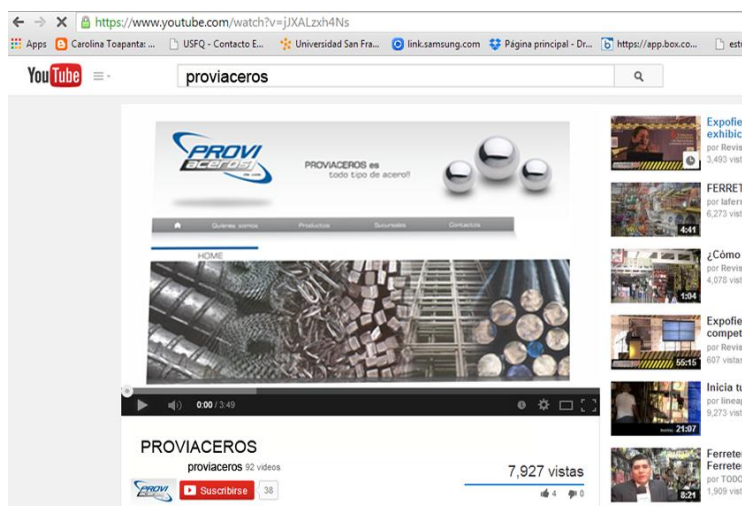 https://www.youtube.com/watch?v=jJXALzxh4Ns
Apps Carolina Toapanta: ... USFQ - Contacto E... Universidad San Fra... link.samsung.com Página principal - Dr... https://app.box.co...
YouTube
proviaceros
PROVI
aceros
PROVIACEROS es
todo tipo de acero!!
Quienes somos Productos Sucursales Contactos
HOME
0:00 / 3:49
PROVIACEROS
proviaceros 92 videos
Suscribirse 38
7,927 vistas
4 0
Expofie
exhibic
por Revis
3,493 vist
FERRET
por laferr
6,273 vist
4:41
¿Cómo
por Revis
4,078 vist
1:04
Expofie
compet
por Revis
607 vistas
55:15
Inicia tu
por lineap
9,273 vist
21:07
Ferrete
Ferrete
por TODO
1,909 vist
8:21